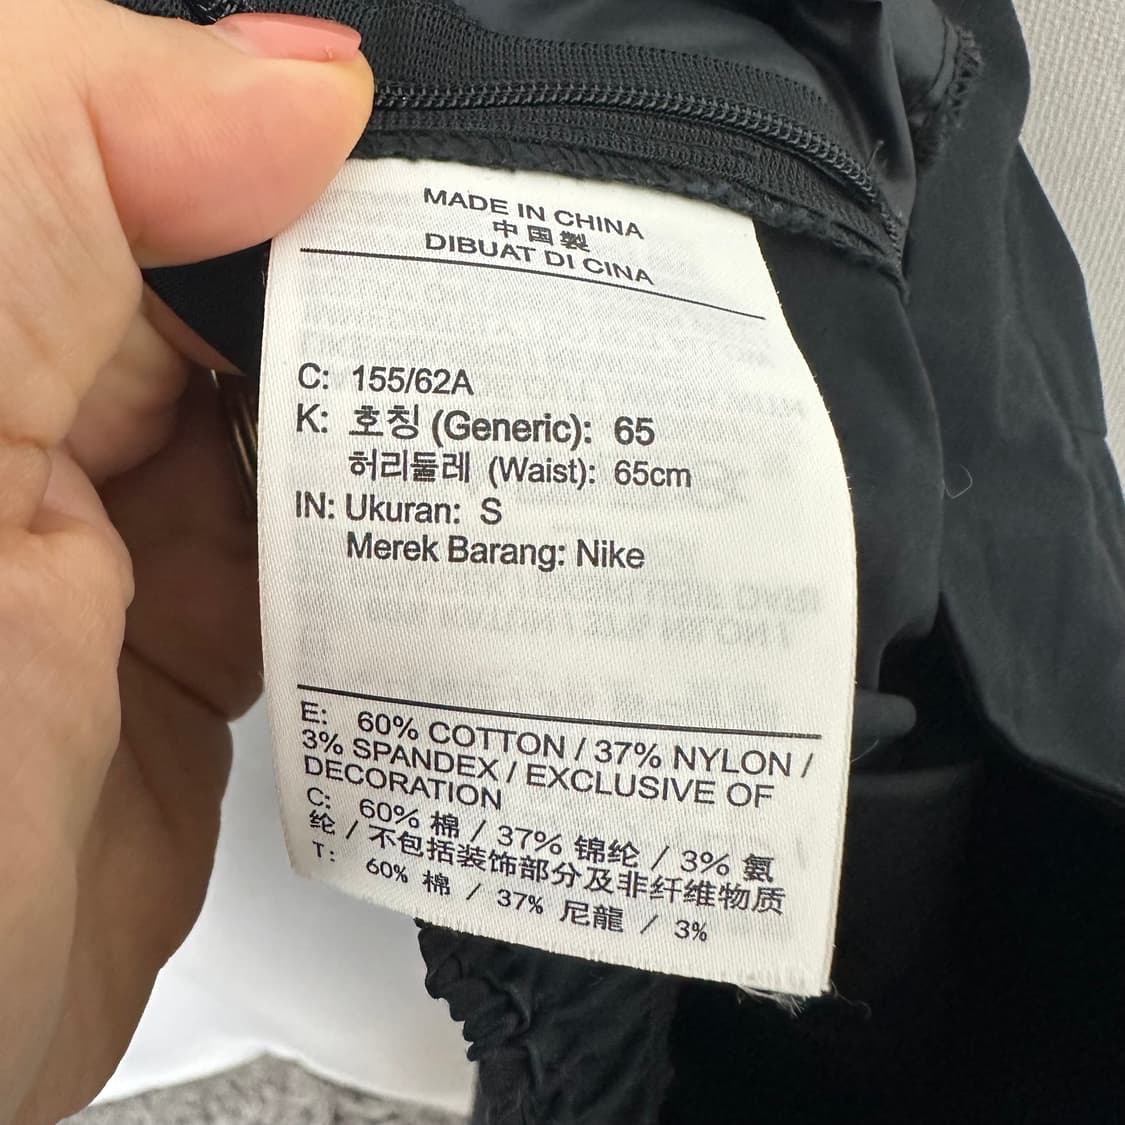 MADE IN CHINA
中国製
DIBUAT DI CINA
C: 155/62A
K: 호칭 (Generic): 65
허리둘레 (Waist): 65cm
IN: Ukuran: S
Merek Barang: Nike
E: 60% COTTON / 37% NYLON /
3% SPANDEX / EXCLUSIVE OF
DECORATION
C: 60% 棉 / 37% 锦纶 / 3% 氨
纶 / 不包括装饰部分及非纤维物质
T: 60% 棉 / 37% 尼龍 / 3%